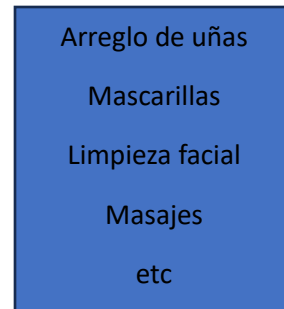 Arreglo de uñas
Mascarillas
Limpieza facial
Masajes
etc